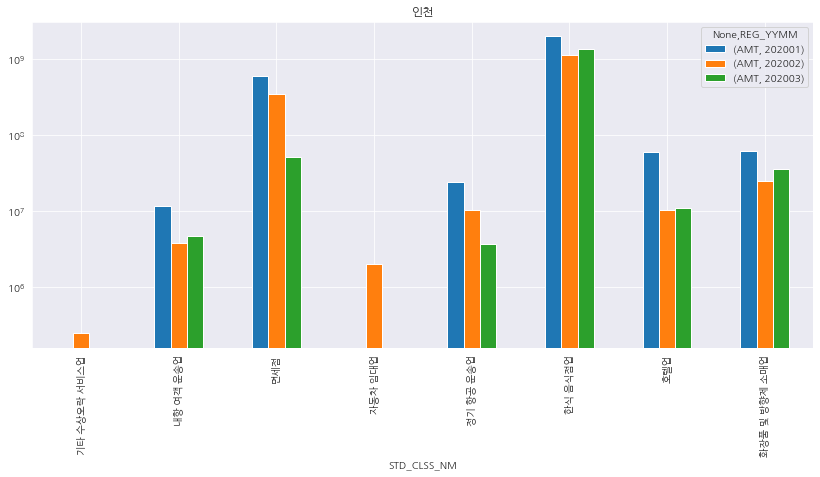 인천
None,REG_YYMM
(AMT, 202001)
(AMT, 202002)
(AMT, 202003)
10⁹
10⁸
10⁷
10⁶
기타 수상오락 서비스업
내항 여객 운송업
면세점
자동차 임대업
정기 항공 운송업
한식 음식점업
호텔업
화장품 및 방향제 소매업
STD_CLSS_NM